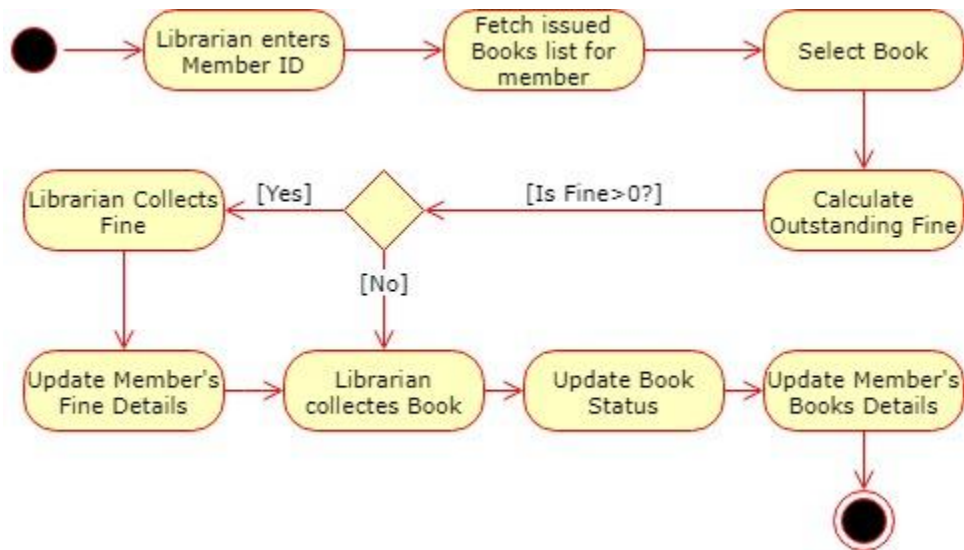 Librarian enters
Member ID
Fetch issued
Books list for
member
Select Book
Calculate
Outstanding Fine
[Is Fine>0?]
[Yes]
Librarian Collects
Fine
[No]
Update Member's
Fine Details
Librarian
collectes Book
Update Book
Status
Update Member's
Books Details